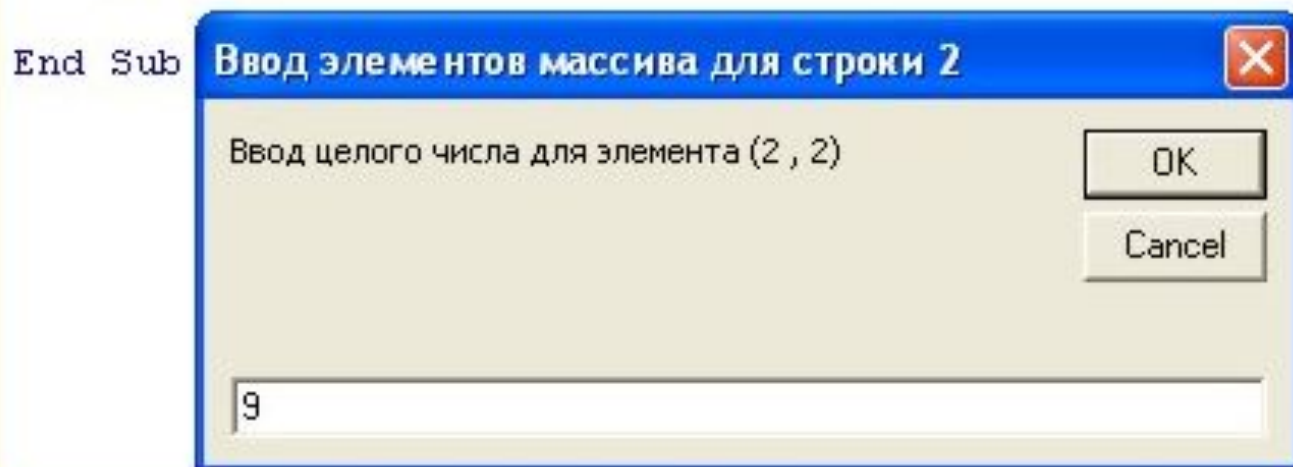 End Sub
Ввод элементов массива для строки 2
Ввод целого числа для элемента (2 , 2)
OK
Cancel
9